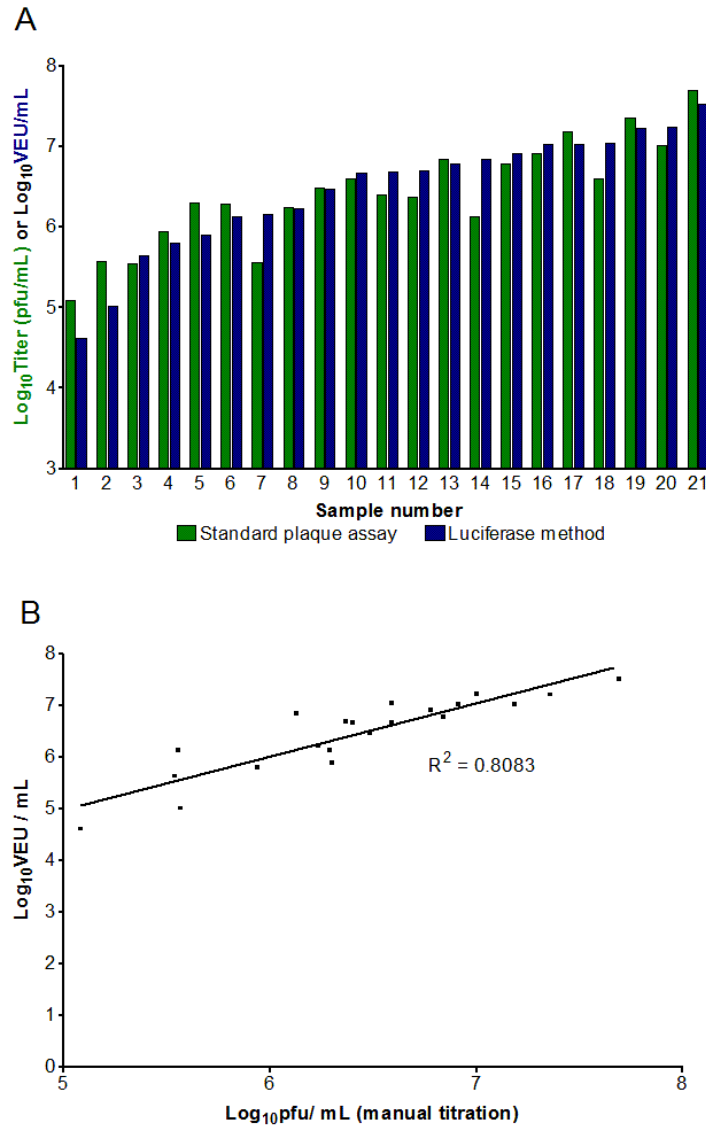 A
Log10Titer (pfu/mL) or Log10VEU/mL
8
7
6
5
4
3
1 2 3 4 5 6 7 8 9 10 11 12 13 14 15 16 17 18 19 20 21
Sample number
Standard plaque assay Luciferase method
B
Log10VEU / mL
8
7
6
5
4
3
2
1
0
R2 = 0.8083
5 6 7 8
Log10pfu/ mL (manual titration)